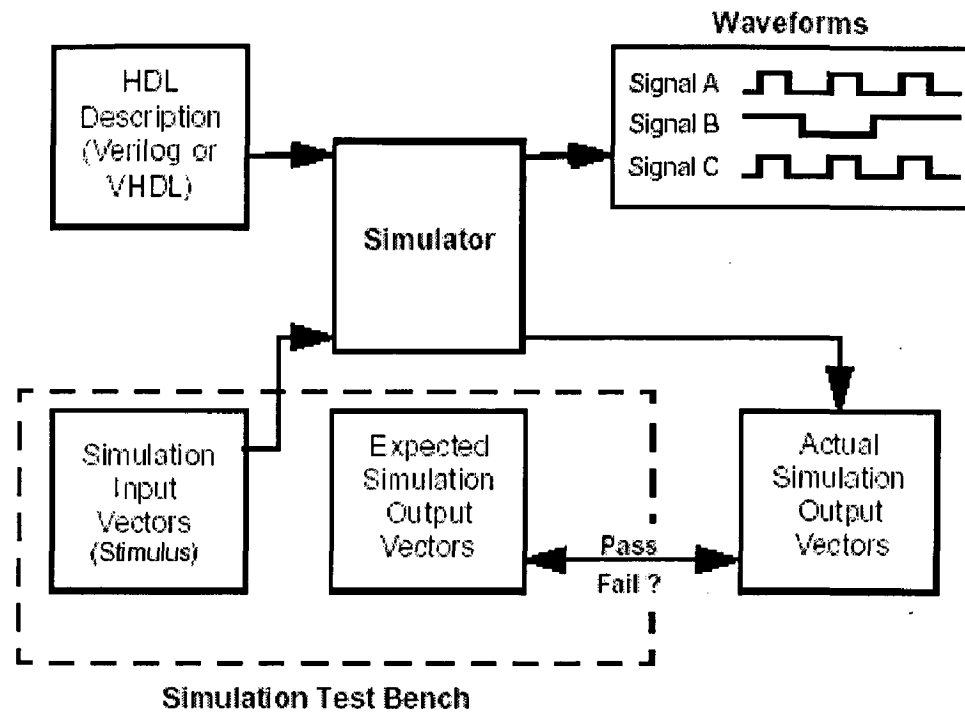 Waveforms
HDL
Description
(Verilog or
VHDL)
Signal A
Signal B
Signal C
Simulator
Simulation
Input
Vectors
(Stimulus)
Expected
Simulation
Output
Vectors
Pass
Fail ?
Actual
Simulation
Output
Vectors
Simulation Test Bench